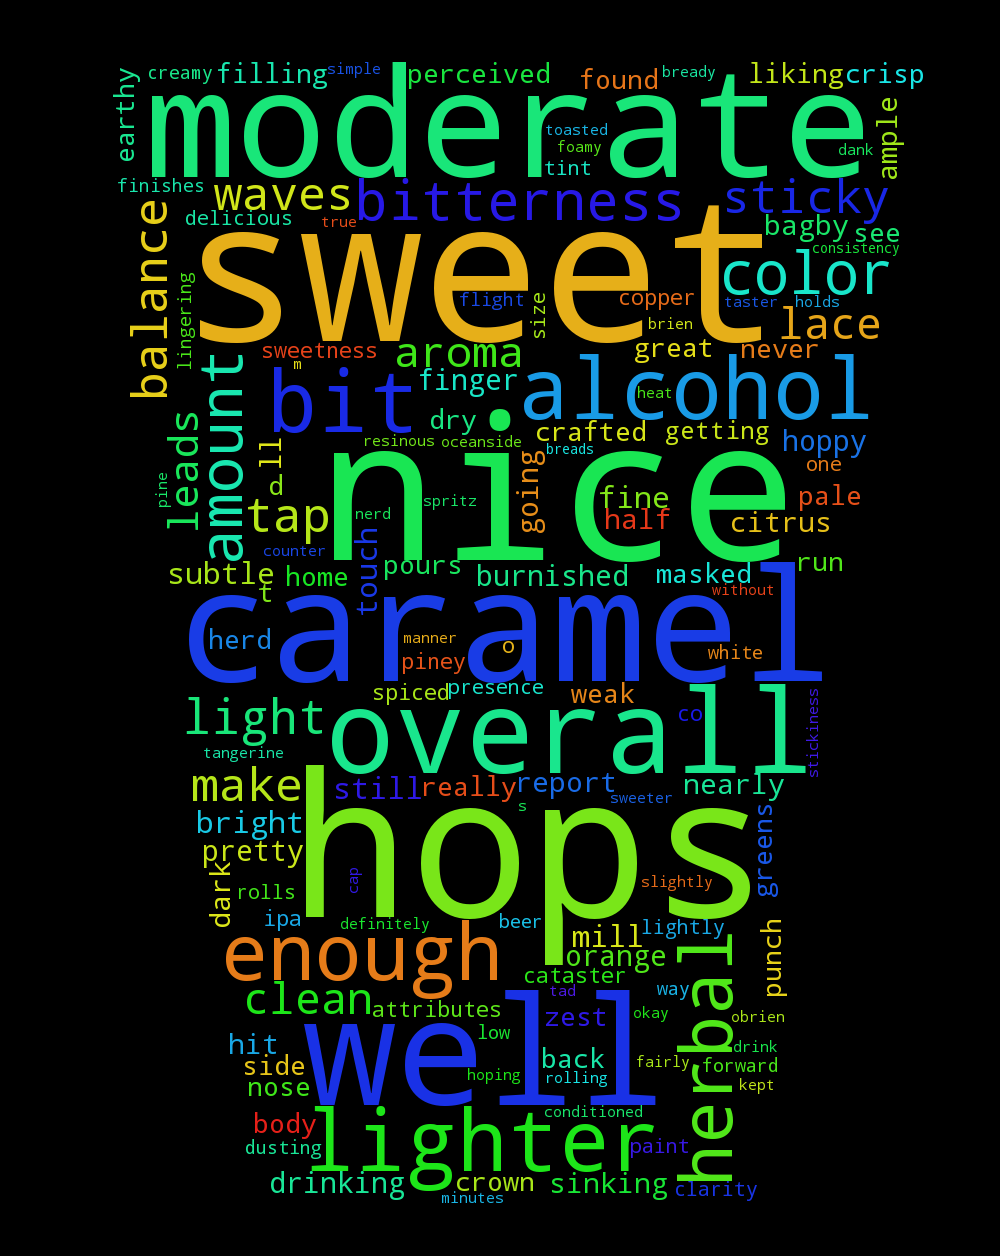 creamy filling simple perceived found bready liking crisp
earthy
moderate
toasted
foamy
tint
dank
ample
finishes
waves
bitterness
sticky
delicious
true
bagby
see
consistency
balance
sweet
color
lingering
flight
size
copper
taster
holds
brien
lace
sweetness
m
aroma
great
never
amount
bit
finger
alcohol
heat
leads
dry
crafted
getting
hoppy
resinous
oceanside
breads
ll
d
nice
going
one
pine
tap
spritz
nerd
fine
half
pale
citrus
counter
touch
pours
subtle
home
t
burnished
masked
run
without
caramel
herd
manner
piney
o
white
spiced
presence
weak
light
overall
co
stickiness
tangerine
make
still
really
report
sweeter
nearly
s
bright
hops
greens
pretty
dark
cap
slightly
rolls
ipa
definitely
beer
lightly
enough
mill
orange
herbal
punch
cataster
clean
attributes
tad
way
zest
okay
obrien
low
hit
well
back
drink
side
fairly
forward
nose
hoping
rolling
kept
body
lighter
conditioned
dusting
paint
drinking
crown
sinking
clarity
minutes